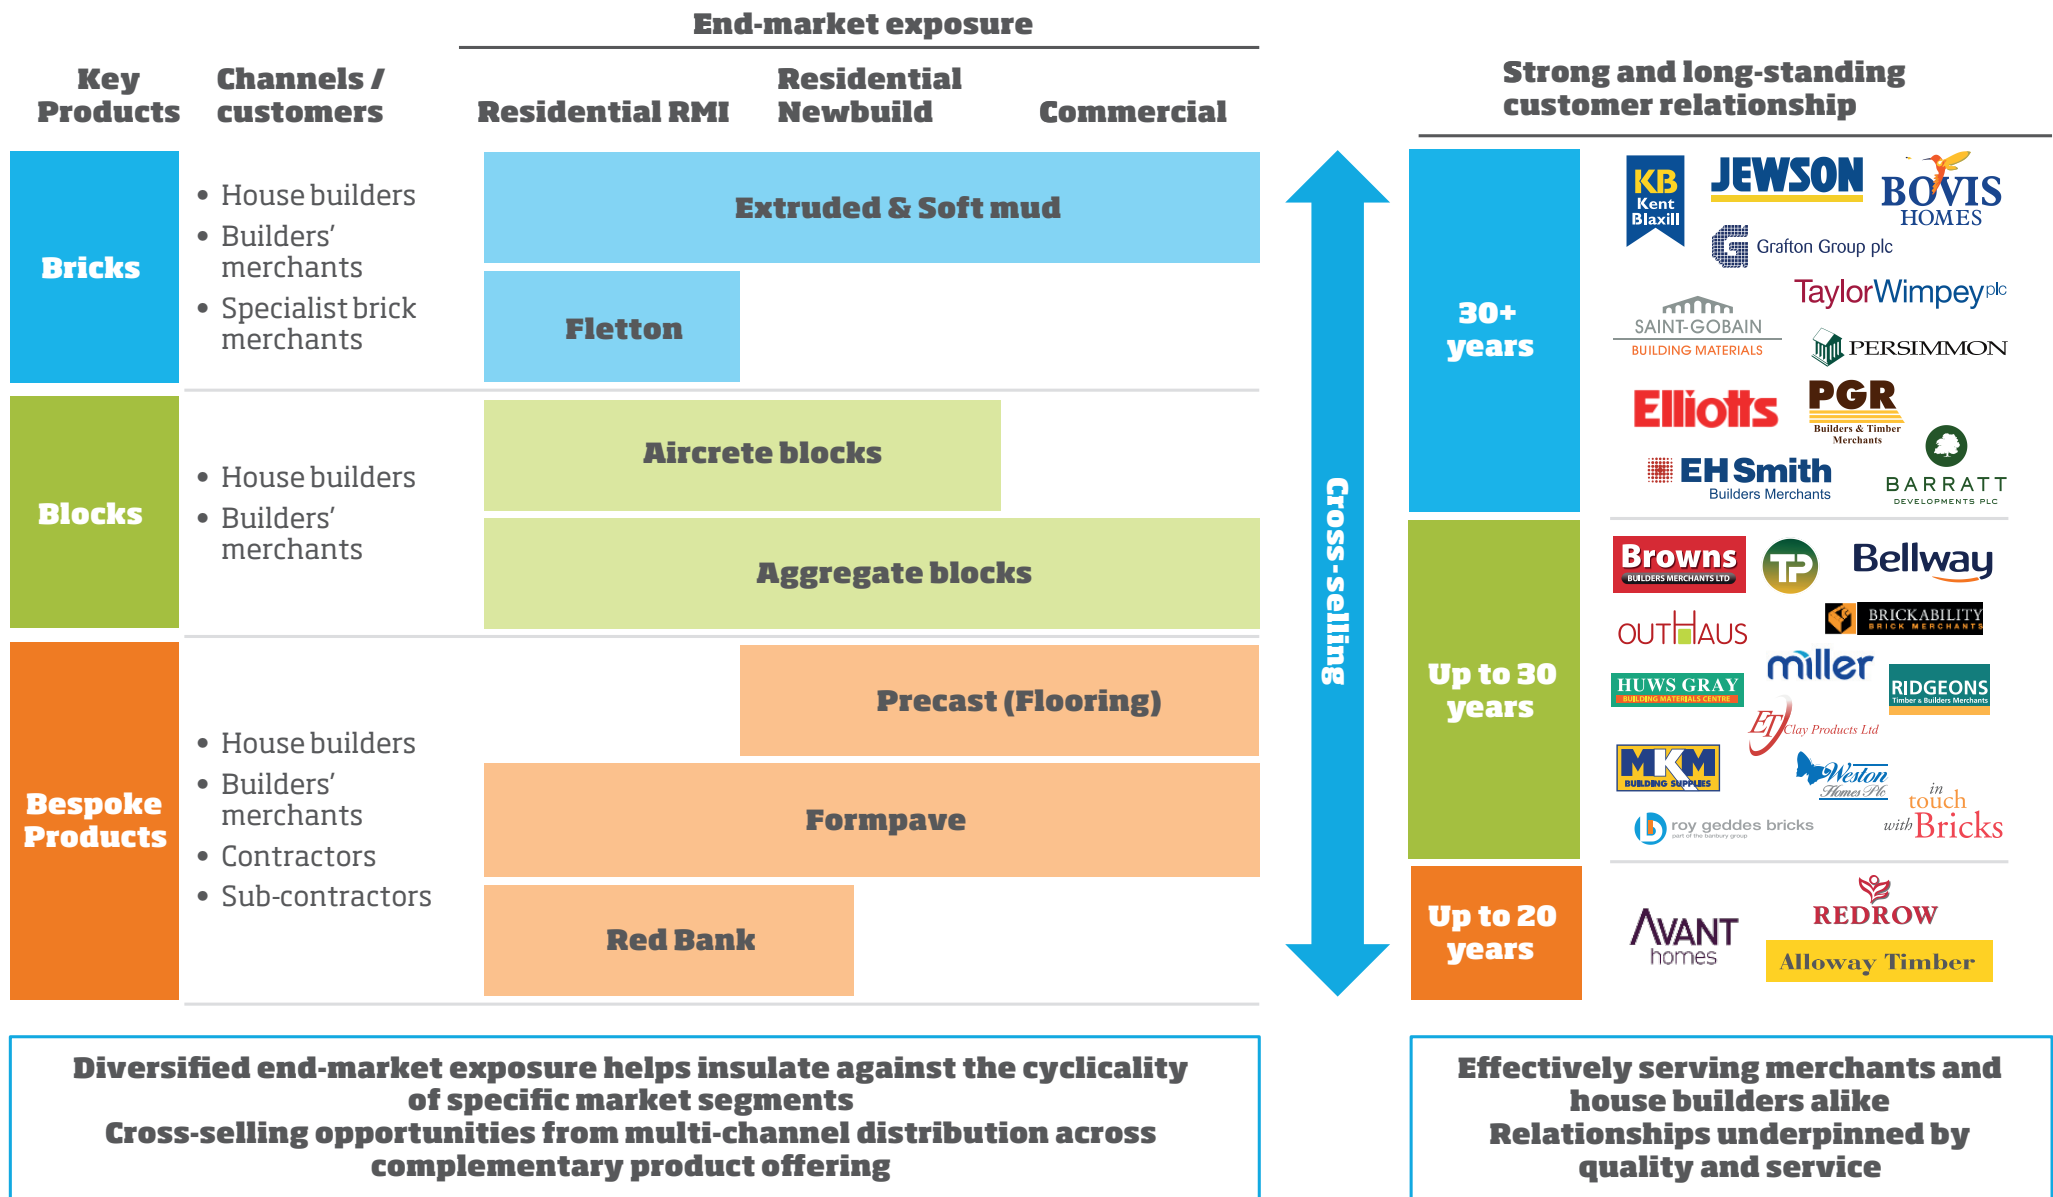 End-market exposure
Key
Products
Channels /
customers
Residential RMI
Residential
Newbuild
Commercial
Bricks
• House builders
• Builders’
merchants
• Specialist brick
merchants
Extruded & Soft mud
Fletton
Blocks
• House builders
• Builders’
merchants
Aircrete blocks
Aggregate blocks
Bespoke
Products
• House builders
• Builders’
merchants
• Contractors
• Sub-contractors
Precast (Flooring)
Formpave
Red Bank
Cross-selling
Strong and long-standing
customer relationship
30+
years
KB
Kent
Blaxill
JEWSON
BOVIS
HOMES
G
Grafton Group plc
TaylorWimpey plc
SAINT-GOBAIN
BUILDING MATERIALS
PERSIMMON
Elliotts
PGR
Builders & Timber
Merchants
EH Smith
Builders Merchants
BARRATT
DEVELOPMENTS PLC
Up to 30
years
Browns
BUILDERS MERCHANTS LTD
TP
Bellway
OUTHAUS
BRICKABILITY
BRICK MERCHANTS
miller
HUWS GRAY
BUILDING MATERIALS CENTRE
RIDGEONS
Timber & Builders Merchants
ET Clay Products Ltd
MKM
BUILDING SUPPLIES
Weston
Homes Plc
roy geddes bricks
part of the banbury group
in
touch
with Bricks
Up to 20
years
AVANT
homes
REDROW
Alloway Timber
Diversified end-market exposure helps insulate against the cyclicality
of specific market segments
Cross-selling opportunities from multi-channel distribution across
complementary product offering
Effectively serving merchants and
house builders alike
Relationships underpinned by
quality and service